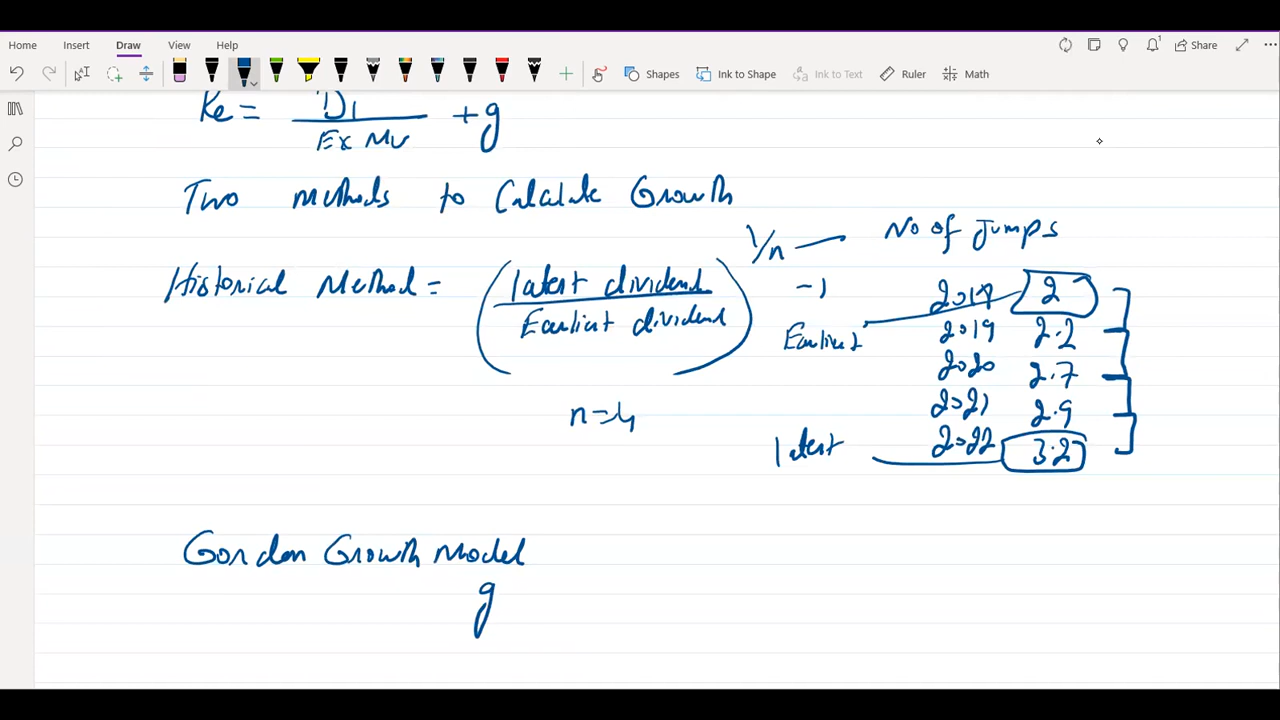 Home Insert Draw View Help
Share
Shapes Ink to Shape Ink to Text Ruler Math
Ke = D1 / Ex Mv + g
Two methods to Calculate Growth
Historical Method = (latest dividend / Earliest dividend) 1/n - 1
1/n — No of Jumps
Earliest
2018 2
2019 2.2
2020 2.7
2021 2.9
latest 2022 3.2
n=4
Gordon Growth Model
g